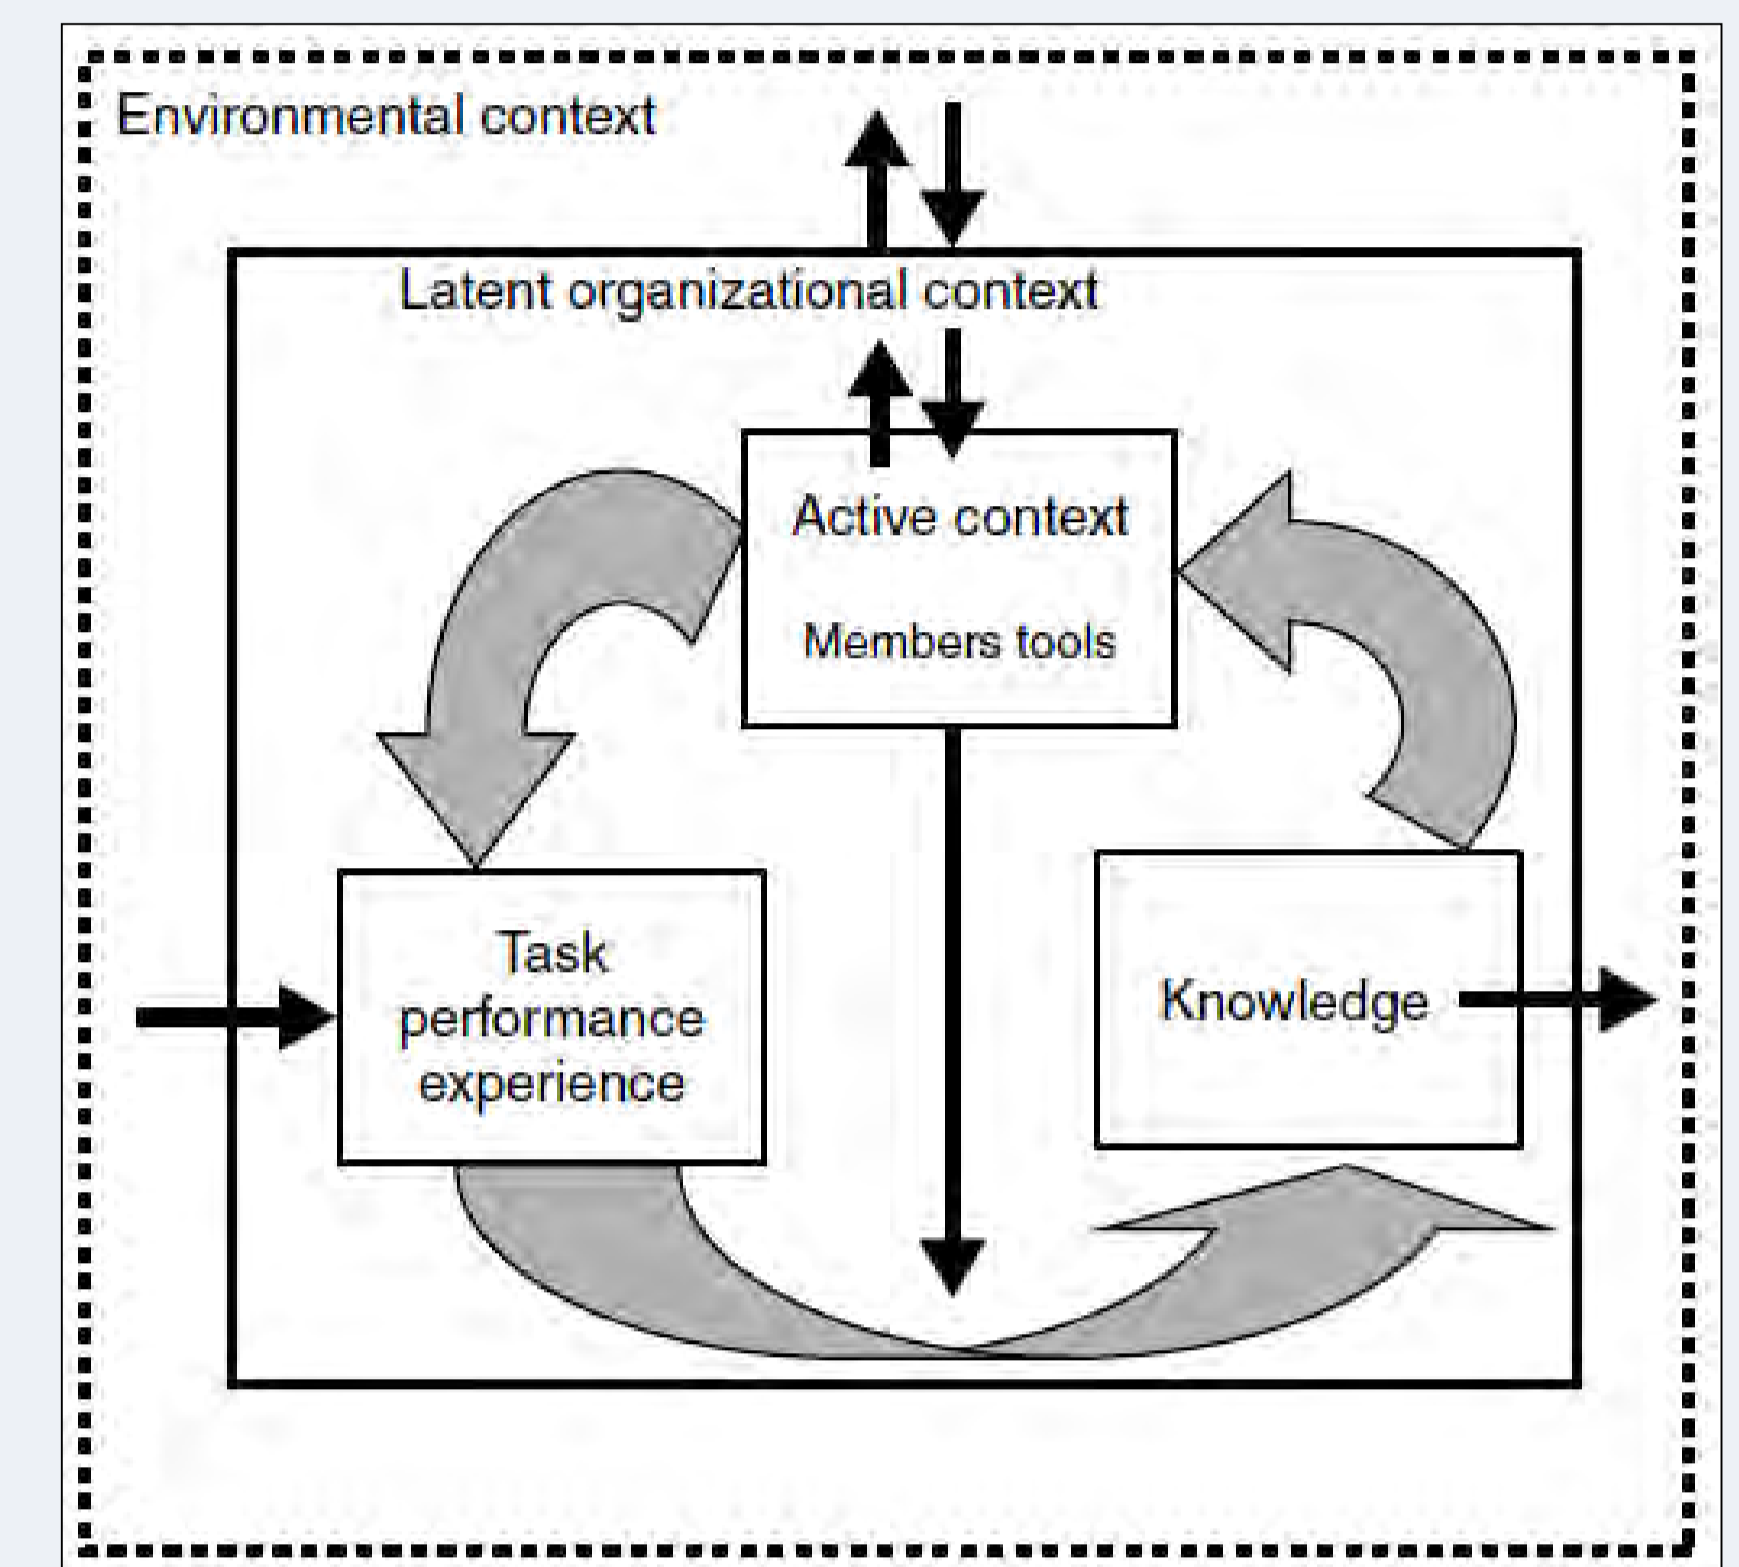 Environmental context
Latent organizational context
Active context
Members tools
Task
performance
experience
Knowledge